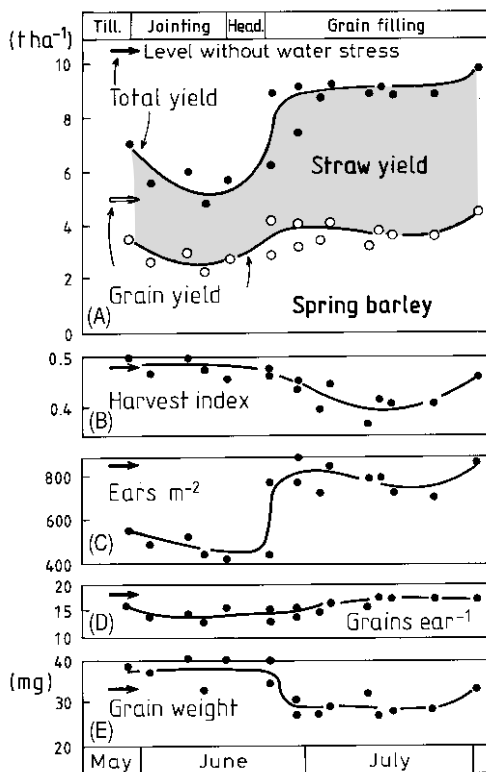 Till. Jointing Head. Grain filling
(t ha⁻¹)
Level without water stress
10
Total yield
8
6
Straw yield
4
2
Grain yield
(A)
Spring barley
0
0.5
0.4
Harvest index
(B)
800
Ears m⁻²
600
(C)
400
20
15
Grains ear⁻¹
(D)
10
40
(mg)
30
Grain weight
(E)
20
May June July